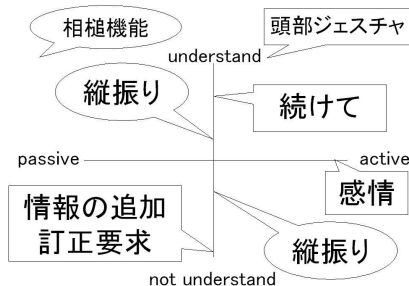 相槌機能
頭部ジェスチャ
understand
縦振り
続けて
passive
active
感情
情報の追加
訂正要求
縦振り
not understand